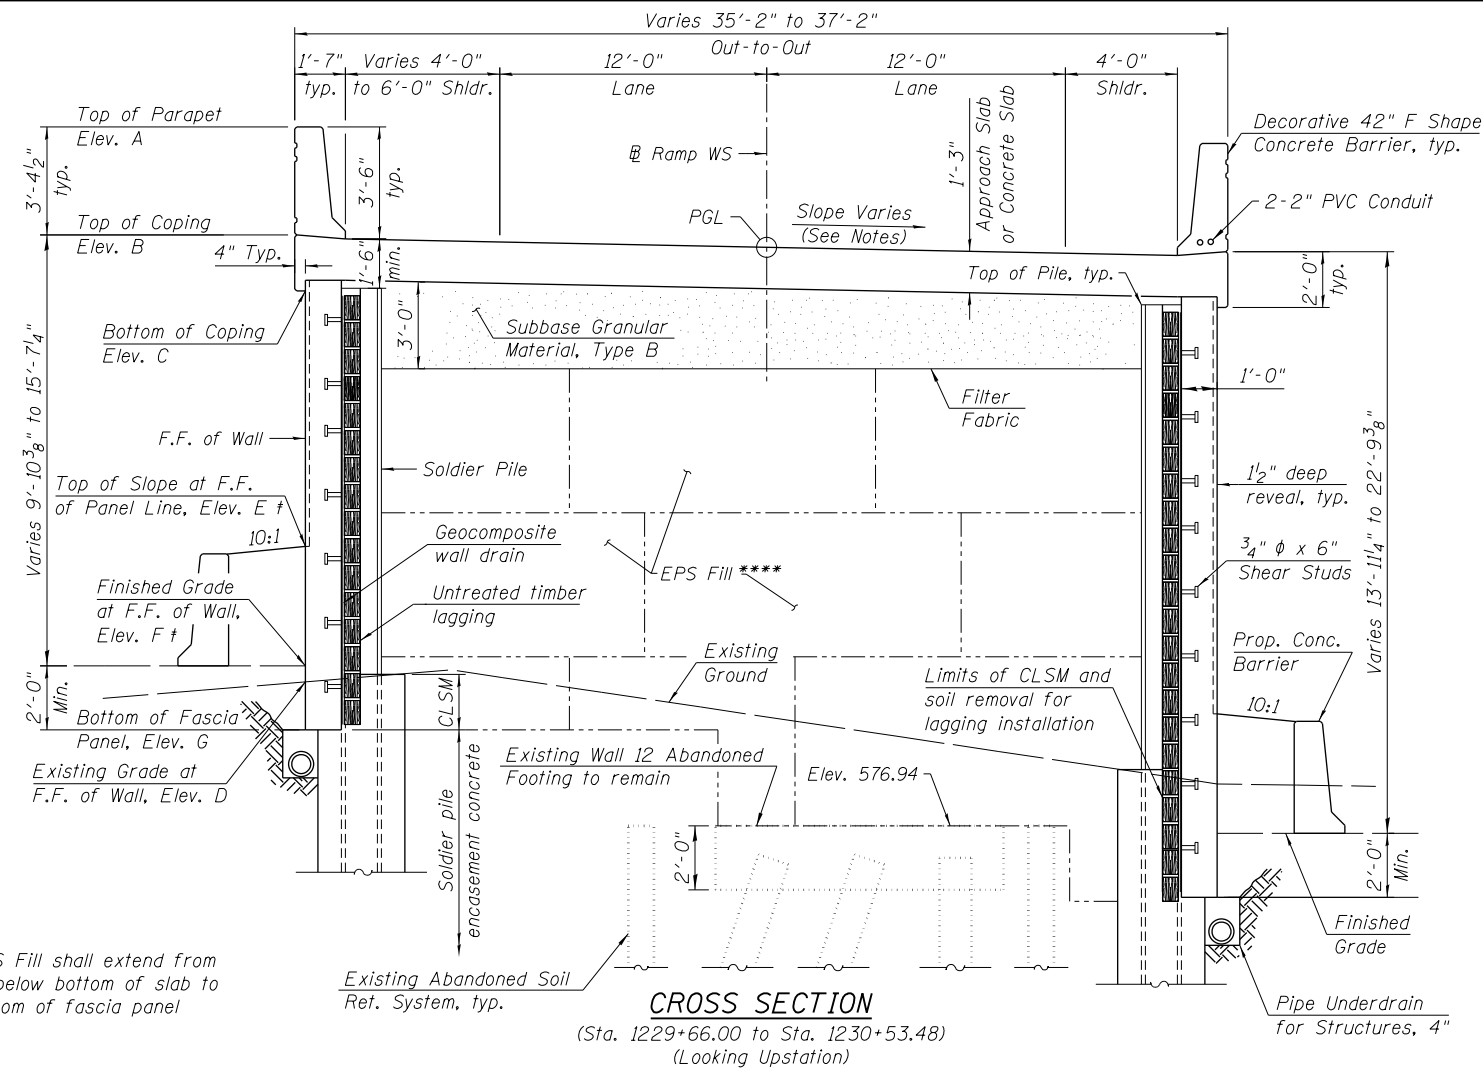 Varies 35'-2" to 37'-2"
Out-to-Out
1'-7"
typ.
Varies 4'-0"
to 6'-0" Shldr.
12'-0"
Lane
12'-0"
Lane
4'-0"
Shldr.
Top of Parapet
Elev. A
3'-4½"
typ.
3'-6"
typ.
Ramp WS
1'-3"
Approach Slab
or Concrete Slab
Decorative 42" F Shape
Concrete Barrier, typ.
2-2" PVC Conduit
PGL
Slope Varies
(See Notes)
Top of Coping
Elev. B
4" Typ.
1'-6"
min.
Top of Pile, typ.
2'-0"
typ.
Bottom of Coping
Elev. C
3'-0"
Subbase Granular
Material, Type B
1'-0"
Filter
Fabric
Varies 9'-10⅜" to 15'-7¼"
F.F. of Wall
Soldier Pile
1½" deep
reveal, typ.
Top of Slope at F.F.
of Panel Line, Elev. E ‡
10:1
Geocomposite
wall drain
EPS Fill ****
¾" ϕ x 6"
Shear Studs
Varies 13'-11¼" to 22'-9⅜"
Finished Grade
at F.F. of Wall,
Elev. F ‡
Untreated timber
lagging
Existing
Ground
Prop. Conc.
Barrier
2'-0"
Min.
Bottom of Fascia
Panel, Elev. G
CLSM
Limits of CLSM and
soil removal for
lagging installation
10:1
Existing Grade at
F.F. of Wall, Elev. D
Existing Wall 12 Abandoned
Footing to remain
Elev. 576.94
Soldier pile
encasement concrete
2'-0"
2'-0"
Min.
Finished
Grade
S Fill shall extend from
below bottom of slab to
om of fascia panel
Existing Abandoned Soil
Ret. System, typ.
Pipe Underdrain
for Structures, 4"
CROSS SECTION
(Sta. 1229+66.00 to Sta. 1230+53.48)
(Looking Upstation)